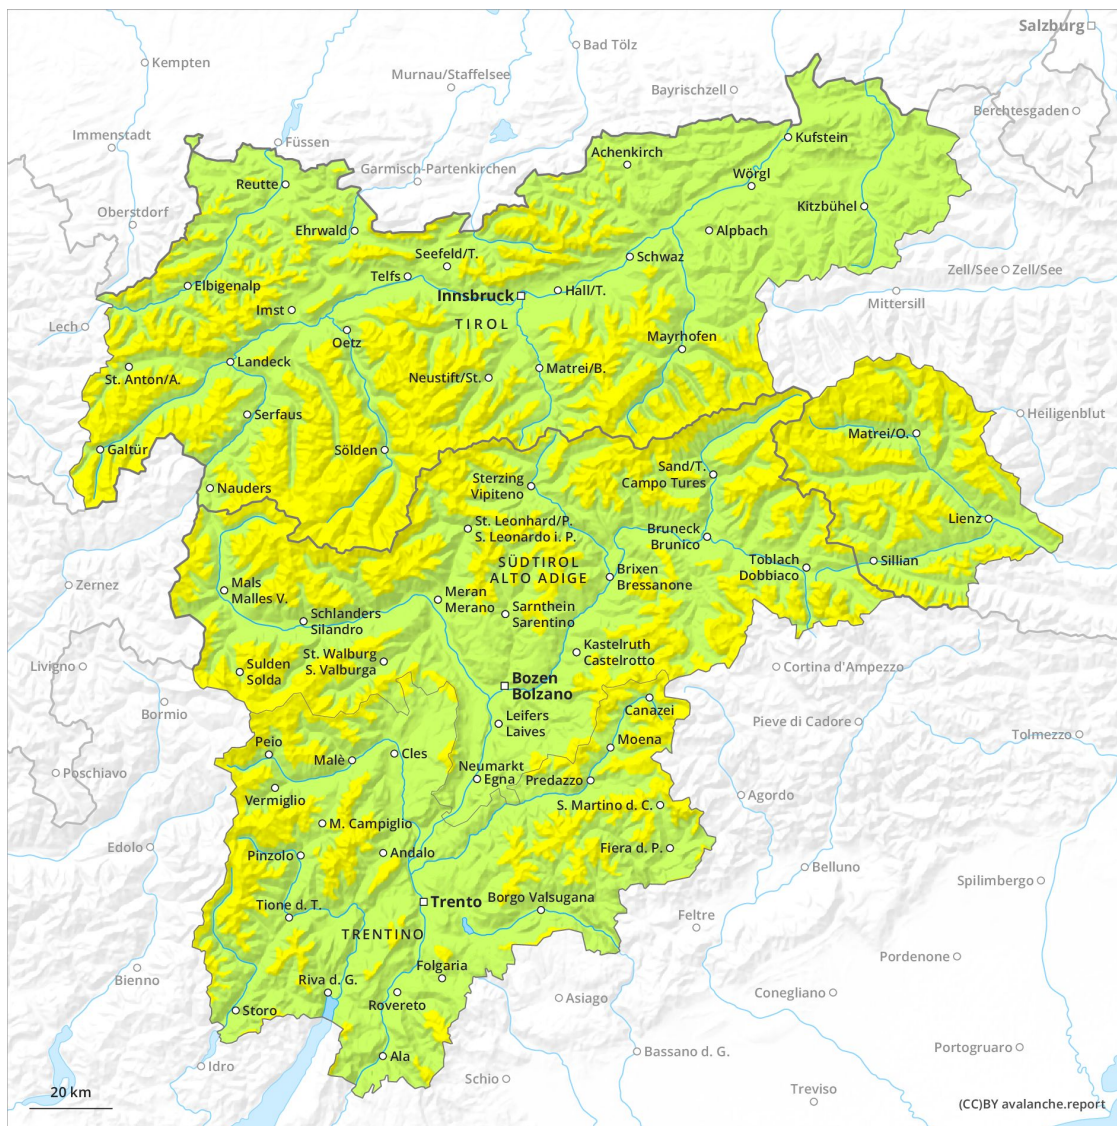 Salzburg
Bad Tölz
Kempten
Murnau/Staffelsee
Bayrischzell
Berchtesgaden
Immenstadt
Füssen
Kufstein
Achenkirch
Garmisch-Partenkirchen
Wörgl
Reutte
Kitzbühel
Oberstdorf
Ehrwald
Alpbach
Seefeld/T.
Schwaz
Zell/See
Zell/See
Telfs
Elbigenalp
Hall/T.
Innsbruck
Mittersill
Imst
TIROL
Lech
Oetz
Mayrhofen
Landeck
Matrei/B.
St. Anton/A.
Neustift/St.
Serfaus
Heiligenblut
Matrei/O.
Galtür
Sölden
Sand/T.
Campo Tures
Sterzing
Vipiteno
Nauders
Lienz
St. Leonhard/P.
S. Leonardo i. P.
Bruneck
Brunico
SÜDTIROL
ALTO ADIGE
Toblach
Dobbiaco
Sillian
Brixen
Bressanone
Zernez
Mals
Malles V.
Meran
Merano
Sarnthein
Sarentino
Schlanders
Silandro
Kastelruth
Castelrotto
St. Walburg
S. Valburga
Livigno
Sulden
Solda
Cortina d'Ampezzo
Bozen
Bolzano
Canazei
Bormio
Leifers
Laives
Pieve di Cadore
Tolmezzo
Peio
Moena
Cles
Malè
Neumarkt
Egna
Predazzo
Poschiavo
Vermiglio
Agordo
S. Martino d. C.
M. Campiglio
Edolo
Pinzolo
Andalo
Fiera d. P.
Belluno
Spilimbergo
Trento
Borgo Valsugana
Tione d. T.
Feltre
TRENTINO
Pordenone
Folgaria
Bienno
Riva d. G.
Conegliano
Rovereto
Asiago
Storo
Portogruaro
Ala
Bassano d. G.
Idro
Schio
Treviso
20 km
(CC)BY avalanche.report